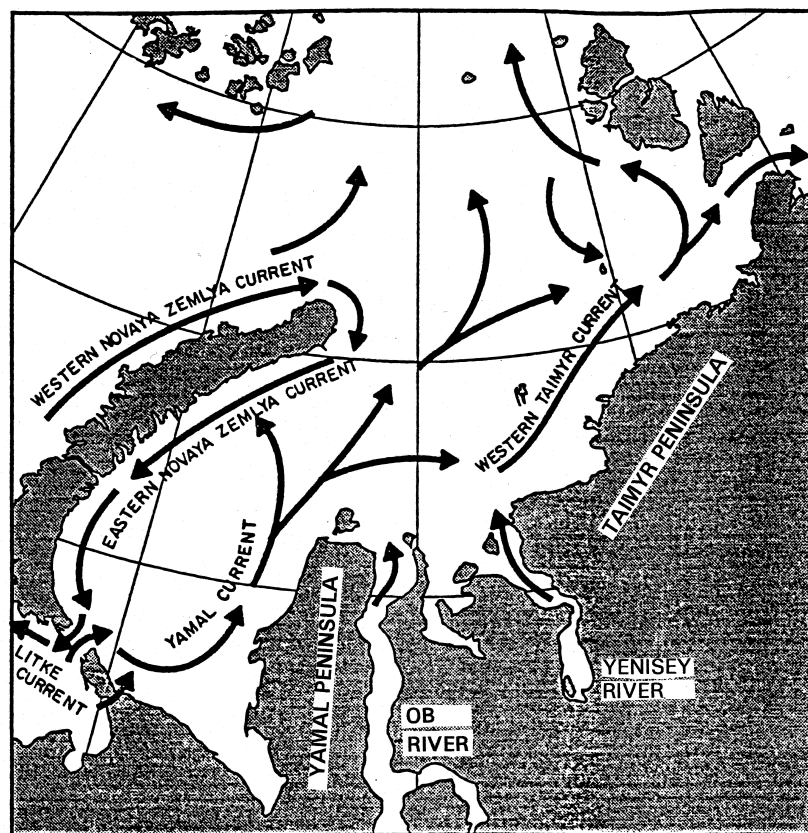 WESTERN NOVAYA ZEMLYA CURRENT
EASTERN NOVAYA ZEMLYA CURRENT
WESTERN TAIMYR CURRENT
TAIMYR PENINSULA
YAMAL CURRENT
YAMAL PENINSULA
LITKE
CURRENT
OB
RIVER
YENISEY
RIVER